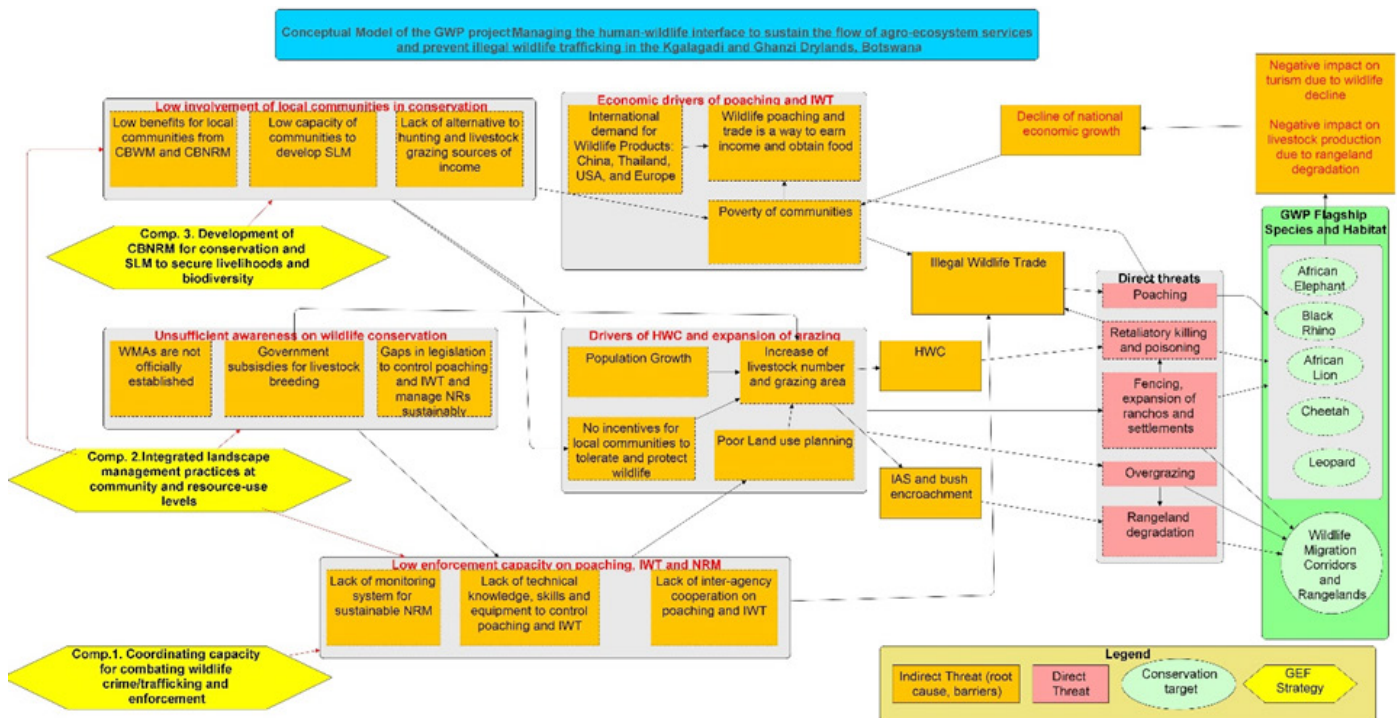 Conceptual Model of the GWP projectManaging the human-wildlife interface to sustain the flow of agro-ecosystem services
and prevent illegal wildlife trafficking in the Kgalagadi and Ghanzi Drylands, Botswana
Low involvement of local communities in conservation
Low benefits for local
communities from
CBWM and CBNRM
Low capacity of
communities to
develop SLM
Lack of alternative to
hunting and livestock
grazing sources of
income
Economic drivers of poaching and IWT
International
demand for
Wildlife Products:
China, Thailand,
USA, and Europe
Wildlife poaching and
trade is a way to earn
income and obtain food
Poverty of communities
Decline of national
economic growth
Negative impact on
turism due to wildlife
decline
Negative impact on
livestock production
due to rangeland
degradation
Comp. 3. Development of
CBNRM for conservation and
SLM to secure livelihoods and
biodiversity
Illegal Wildlife Trade
Direct threats
Poaching
Retaliatory killing
and poisoning
Fencing,
expansion of
ranchos and
settlements
Overgrazing
Rangeland
degradation
GWP Flagship
Species and Habitat
African
Elephant
Black
Rhino
African
Lion
Cheetah
Leopard
Wildlife
Migration
Corridors
and
Rangelands
Unsufficient awareness on wildlife conservation
WMAs are not
officially
established
Government
subsidsies for livestock
breeding
Gaps in legislation
to control poaching
and IWT and
manage NRs
sustainably
Drivers of HWC and expansion of grazing
Population Growth
Increase of
livestock number
and grazing area
No incentives for
local communities to
tolerate and protect
wildlife
Poor Land use planning
HWC
IAS and bush
encroachment
Comp. 2.Integrated landscape
management practices at
community and resource-use
levels
Low enforcement capacity on poaching, IWT and NRM
Lack of monitoring
system for
sustainable NRM
Lack of technical
knowledge, skills and
equipment to control
poaching and IWT
Lack of inter-agency
cooperation on
poaching and IWT
Comp.1. Coordinating capacity
for combating wildlife
crime/trafficking and
enforcement
Legend
Indirect Threat (root
cause, barriers)
Direct
Threat
Conservation
target
GEF
Strategy